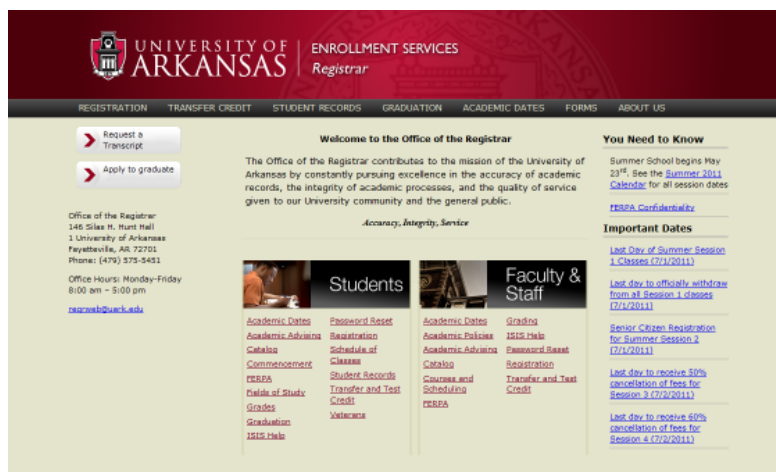 UNIVERSITY OF
ARKANSAS
ENROLLMENT SERVICES
Registrar
REGISTRATION TRANSFER CREDIT STUDENT RECORDS GRADUATION ACADEMIC DATES FORMS ABOUT US
Request a
Transcript
Apply to graduate
Office of the Registrar
146 Silas H. Hunt Hall
1 University of Arkansas
Fayetteville, AR 72701
Phone: (479) 575-5451
Office Hours: Monday-Friday
8:00 am - 5:00 pm
regrweb@uark.edu
Welcome to the Office of the Registrar
The Office of the Registrar contributes to the mission of the University of
Arkansas by constantly pursuing excellence in the accuracy of academic
records, the integrity of academic processes, and the quality of service
given to our University community and the general public.
Accuracy, Integrity, Service
Students
Academic Dates
Academic Advising
Catalog
Commencement
FERPA
Fields of Study
Grades
Graduation
ISIS Help
Password Reset
Registration
Schedule of
Classes
Student Records
Transfer and Test
Credit
Veterans
Faculty &
Staff
Academic Dates
Academic Policies
Academic Advising
Catalog
Courses and
Scheduling
FERPA
Grading
ISIS Help
Password Reset
Registration
Transfer and Test
Credit
You Need to Know
Summer School begins May
23rd. See the Summer 2011
Calendar for all session dates
FERPA Confidentiality
Important Dates
Last Day of Summer Session
1 Classes (7/1/2011)
Last day to officially withdraw
from all Session 1 classes
(7/1/2011)
Senior Citizen Registration
for Summer Session 2
(7/1/2011)
Last day to receive 50%
cancellation of fees for
Session 3 (7/2/2011)
Last day to receive 60%
cancellation of fees for
Session 4 (7/2/2011)